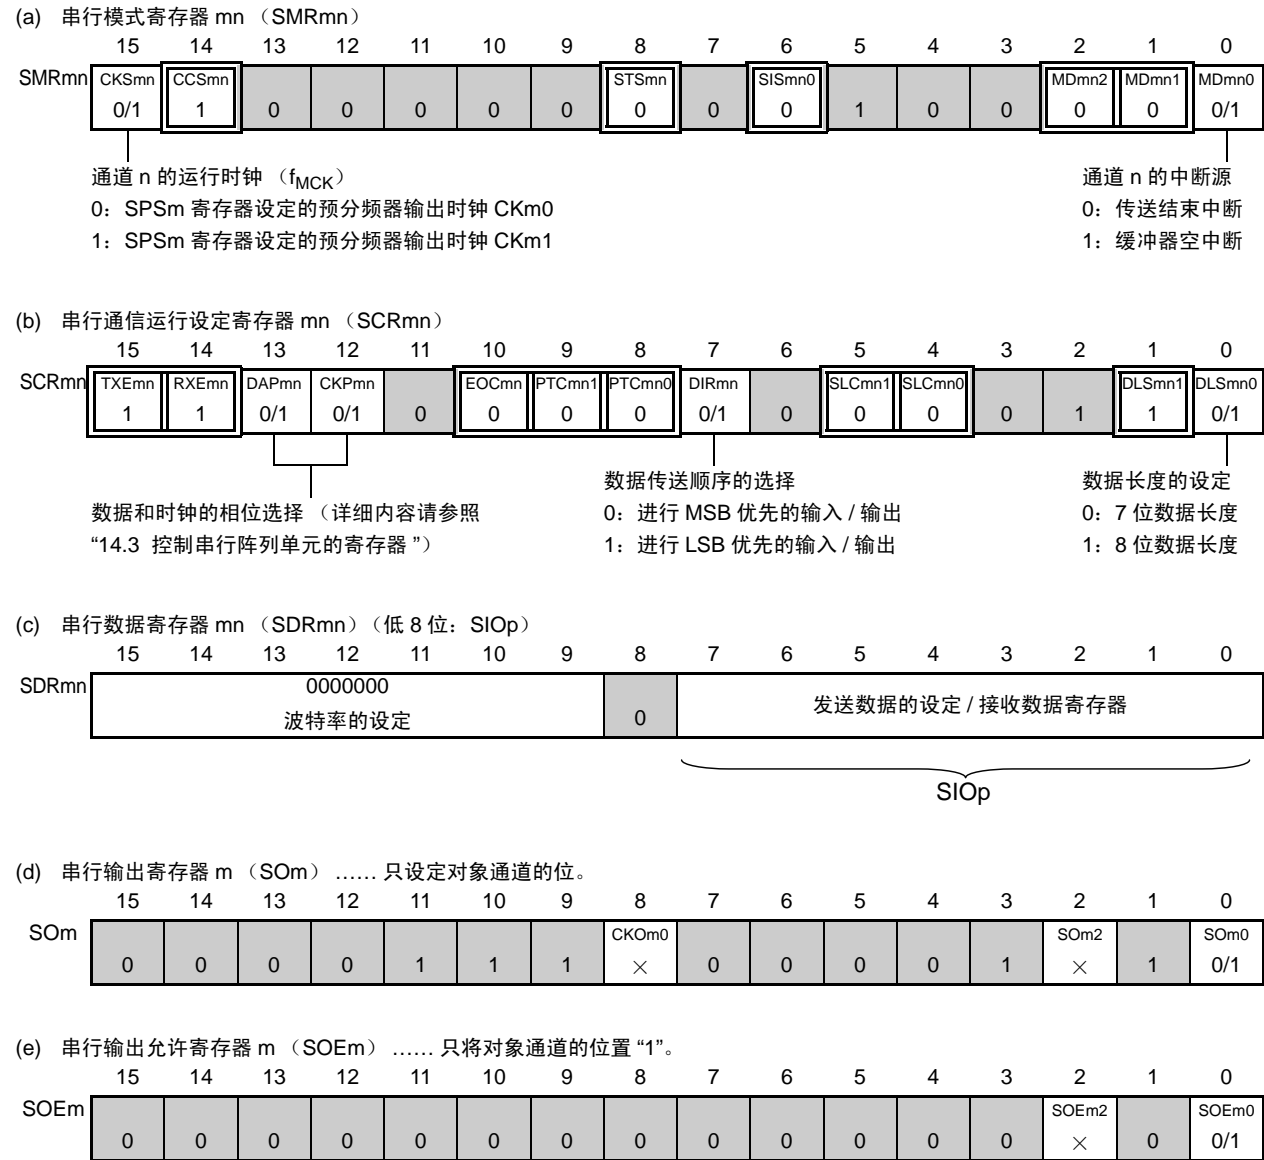 (a) 串行模式寄存器 mn （SMRmn）
15 14 13 12 11 10 9 8 7 6 5 4 3 2 1 0
SMRmn CKSmn CCSmn STSmn SISmn0 MDmn2 MDmn1 MDmn0
0/1 1 0 0 0 0 0 0 0 0 1 0 0 0 0 0/1
通道 n 的运行时钟 （fMCK）
0：SPSm 寄存器设定的预分频器输出时钟 CKm0
1：SPSm 寄存器设定的预分频器输出时钟 CKm1
通道 n 的中断源
0：传送结束中断
1：缓冲器空中断
(b) 串行通信运行设定寄存器 mn （SCRmn）
15 14 13 12 11 10 9 8 7 6 5 4 3 2 1 0
SCRmn TXEmn RXEmn DAPmn CKPmn EOCmn PTCmn1 PTCmn0 DIRmn SLCmn1 SLCmn0 DLSmn1 DLSmn0
1 1 0/1 0/1 0 0 0 0 0/1 0 0 0 0 1 1 0/1
数据和时钟的相位选择 （详细内容请参照
“14.3 控制串行阵列单元的寄存器 ”）
数据传送顺序的选择
0：进行 MSB 优先的输入 / 输出
1：进行 LSB 优先的输入 / 输出
数据长度的设定
0：7 位数据长度
1：8 位数据长度
(c) 串行数据寄存器 mn （SDRmn）（低 8 位：SIOp）
15 14 13 12 11 10 9 8 7 6 5 4 3 2 1 0
SDRmn 0000000
波特率的设定 0 发送数据的设定 / 接收数据寄存器
SIOp
(d) 串行输出寄存器 m （SOm） …… 只设定对象通道的位。
15 14 13 12 11 10 9 8 7 6 5 4 3 2 1 0
SOm CKOm0 SOm2 SOm0
0 0 0 0 1 1 1 × 0 0 0 0 1 × 1 0/1
(e) 串行输出允许寄存器 m （SOEm） …… 只将对象通道的位置 “1”。
15 14 13 12 11 10 9 8 7 6 5 4 3 2 1 0
SOEm SOEm2 SOEm0
0 0 0 0 0 0 0 0 0 0 0 0 0 × 0 0/1